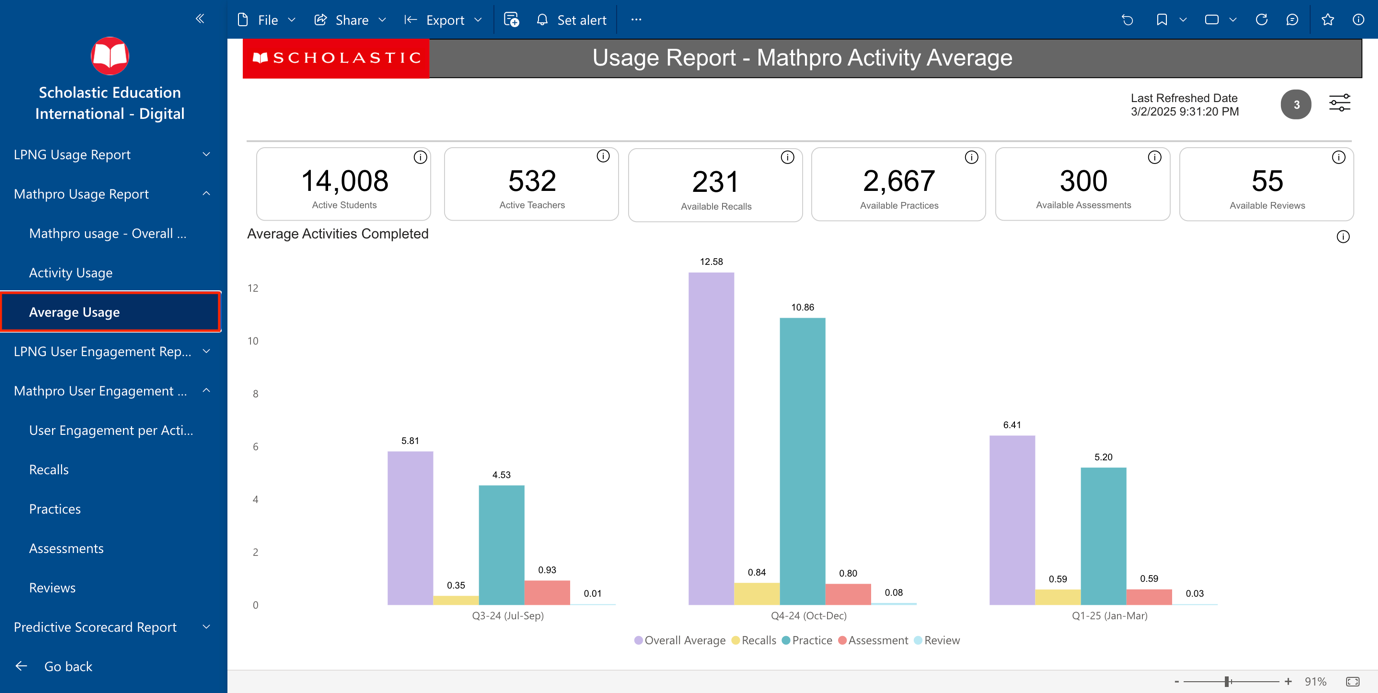 File
Share
Export
Set alert
Scholastic Education
International - Digital
LPNG Usage Report
Mathpro Usage Report
Mathpro usage - Overall ...
Activity Usage
Average Usage
LPNG User Engagement Rep...
Mathpro User Engagement ...
User Engagement per Acti...
Recalls
Practices
Assessments
Reviews
Predictive Scorecard Report
Go back
SCHOLASTIC
Usage Report - Mathpro Activity Average
Last Refreshed Date
3/2/2025 9:31:20 PM
3
14,008
Active Students
532
Active Teachers
231
Available Recalls
2,667
Available Practices
300
Available Assessments
55
Available Reviews
Average Activities Completed
12
10
8
6
4
2
0
5.81
0.35
4.53
0.93
0.01
12.58
0.84
10.86
0.80
0.08
6.41
0.59
5.20
0.59
0.03
Q3-24 (Jul-Sep)
Q4-24 (Oct-Dec)
Q1-25 (Jan-Mar)
Overall Average Recalls Practice Assessment Review
- + 91%